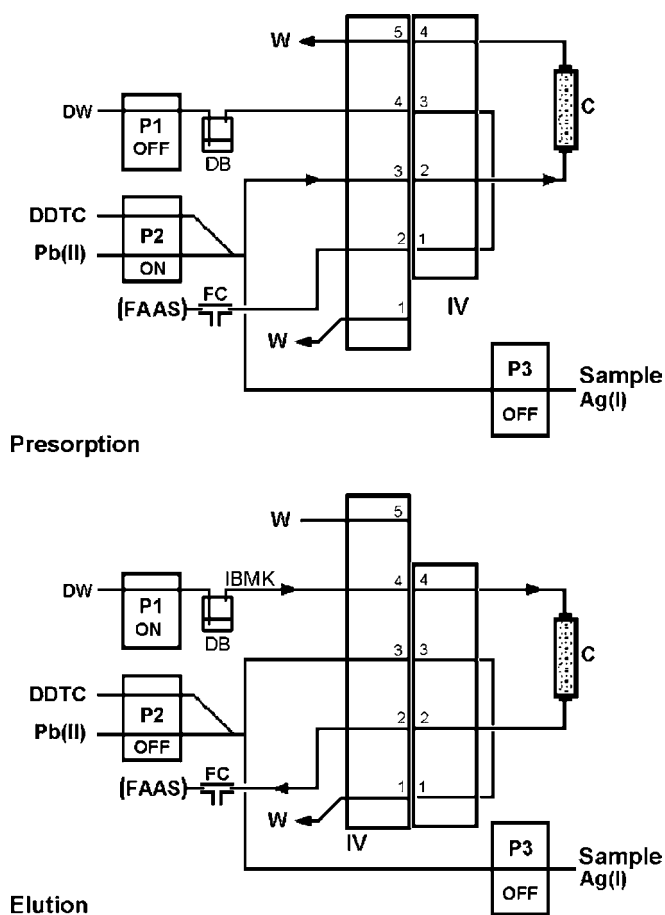 W 5 4
DW P1 OFF DB 4 3 C
DDTC 3 2
Pb(II) P2 ON
2 1
(FAAS) FC
W 1 IV
P3 OFF Sample Ag(I)
Presorption
W 5
DW P1 ON DB IBMK 4 4
C
DDTC 3 3
Pb(II) P2 OFF
2 2
(FAAS) FC
W 1 1
IV
P3 OFF Sample Ag(I)
Elution